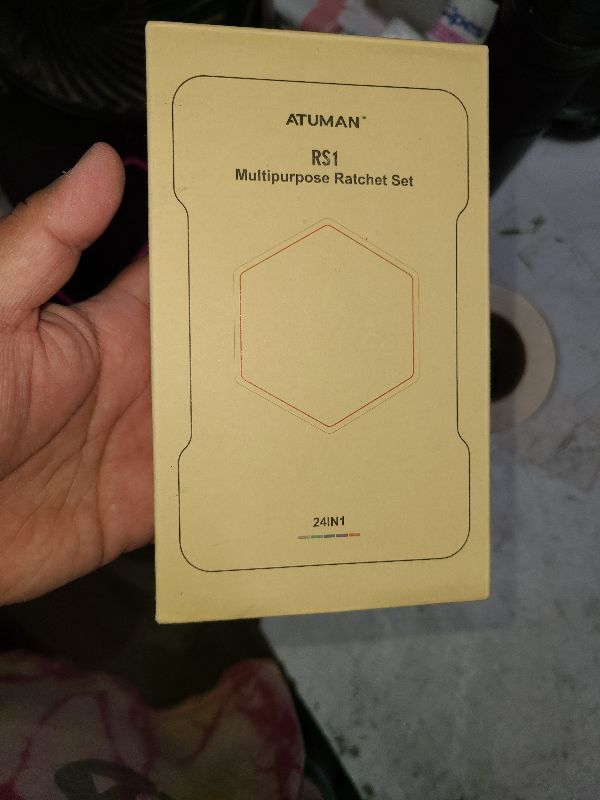 ATUMAN®
RS1
Multipurpose Ratchet Set
24IN1